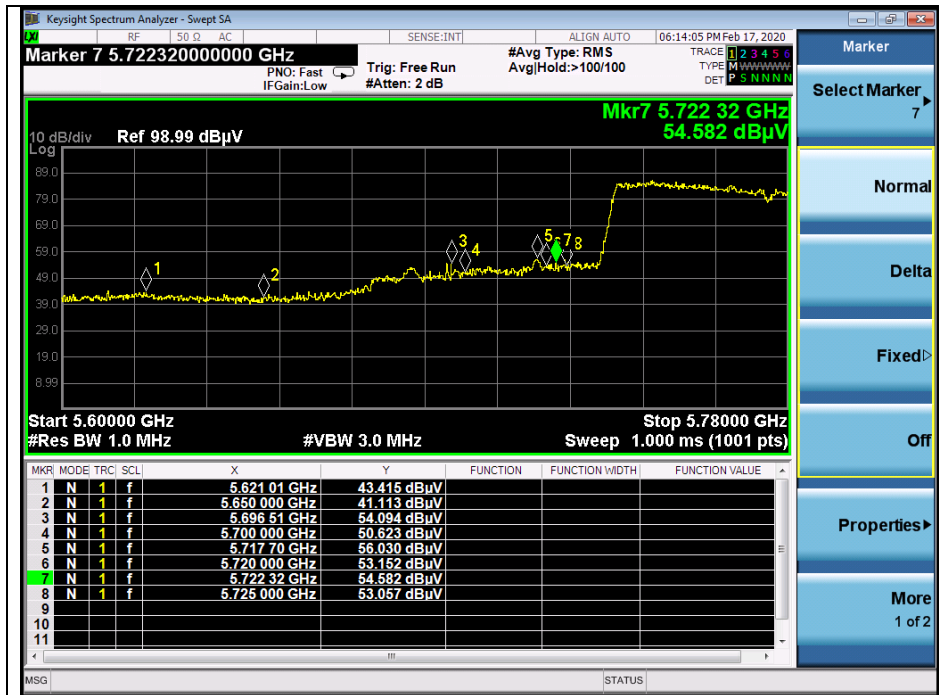 Keysight Spectrum Analyzer - Swept SA
LXI RF 50 Ω AC SENSE:INT ALIGN AUTO 06:14:05 PM Feb 17, 2020
Marker 7 5.722320000000 GHz
PNO: Fast
IFGain:Low
Trig: Free Run
#Atten: 2 dB
#Avg Type: RMS
Avg|Hold:>100/100
TRACE 1 2 3 4 5 6
TYPE M WWWWW
DET P S N N N N
Mkr7 5.722 32 GHz
54.582 dBµV
10 dB/div Ref 98.99 dBµV
Log
89.0
79.0
69.0
59.0
49.0
39.0
29.0
19.0
8.99
1
2
3
4
5
7
8
Start 5.60000 GHz Stop 5.78000 GHz
#Res BW 1.0 MHz #VBW 3.0 MHz Sweep 1.000 ms (1001 pts)
MKR MODE TRC SCL X Y FUNCTION FUNCTION WIDTH FUNCTION VALUE
1 N 1 f 5.621 01 GHz 43.415 dBµV
2 N 1 f 5.650 000 GHz 41.113 dBµV
3 N 1 f 5.696 51 GHz 54.094 dBµV
4 N 1 f 5.700 000 GHz 50.623 dBµV
5 N 1 f 5.717 70 GHz 56.030 dBµV
6 N 1 f 5.720 000 GHz 53.152 dBµV
7 N 1 f 5.722 32 GHz 54.582 dBµV
8 N 1 f 5.725 000 GHz 53.057 dBµV
9
10
11
MSG STATUS
Marker
Select Marker
7
Normal
Delta
Fixed
Off
Properties
More
1 of 2